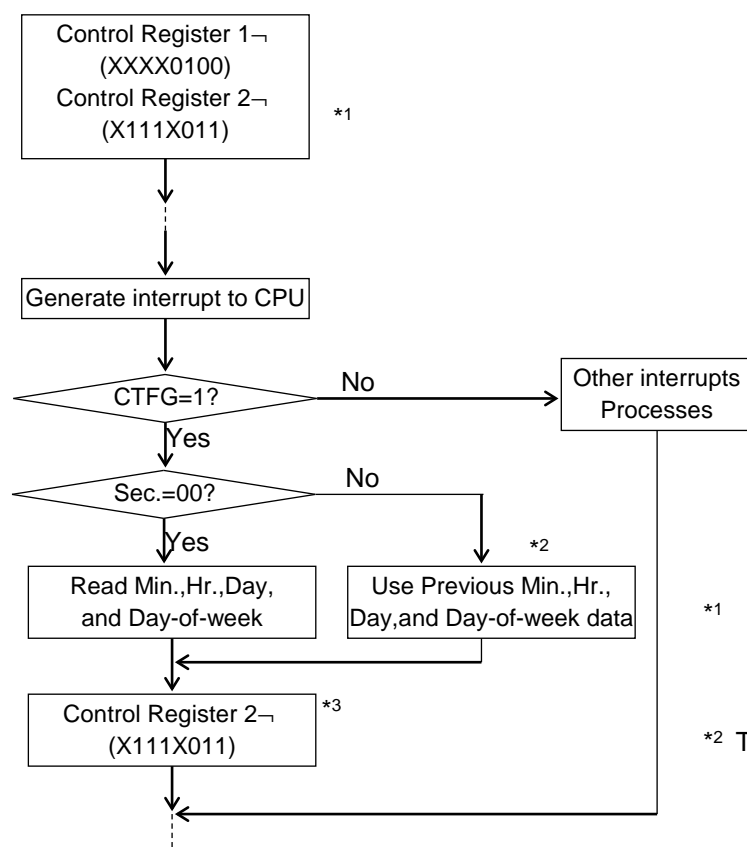 Control Register 1¬
(XXXX0100)
Control Register 2¬
(X111X011)
*1
Generate interrupt to CPU
CTFG=1?
No
Other interrupts
Processes
Yes
Sec.=00?
No
Yes
*2
Read Min.,Hr.,Day,
and Day-of-week
Use Previous Min.,Hr.,
Day,and Day-of-week data
*1
Control Register 2¬
(X111X011)
*3
*2 T